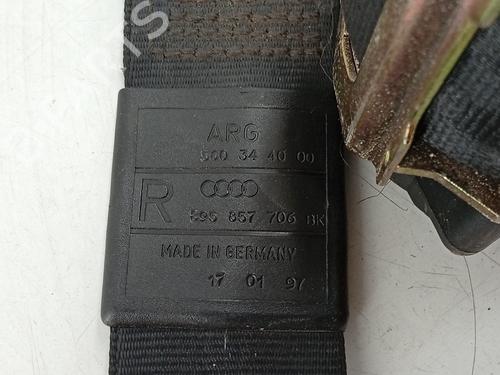 ARG
560 34 40 00
R
895 857 706 BK
MADE IN GERMANY
17 01 97